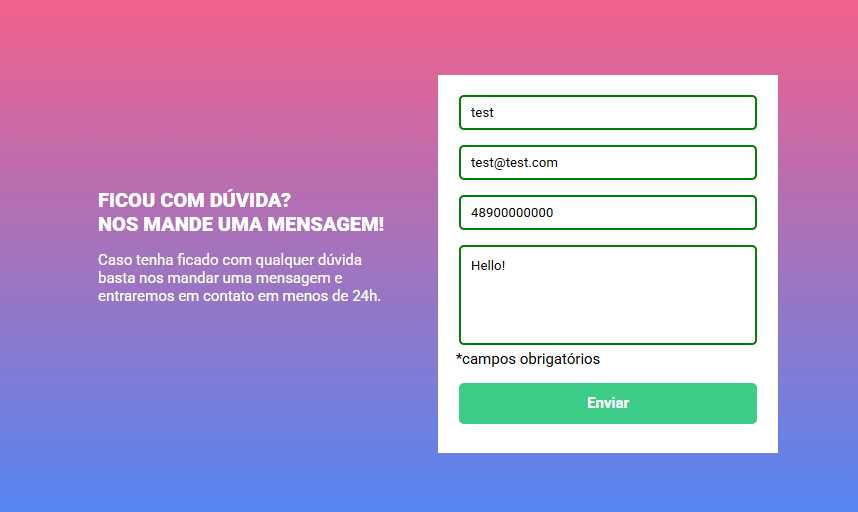 FICOU COM DÚVIDA?
NOS MANDE UMA MENSAGEM!
Caso tenha ficado com qualquer dúvida
basta nos mandar uma mensagem e
entraremos em contato em menos de 24h.
test
test@test.com
48900000000
Hello!
*campos obrigatórios
Enviar